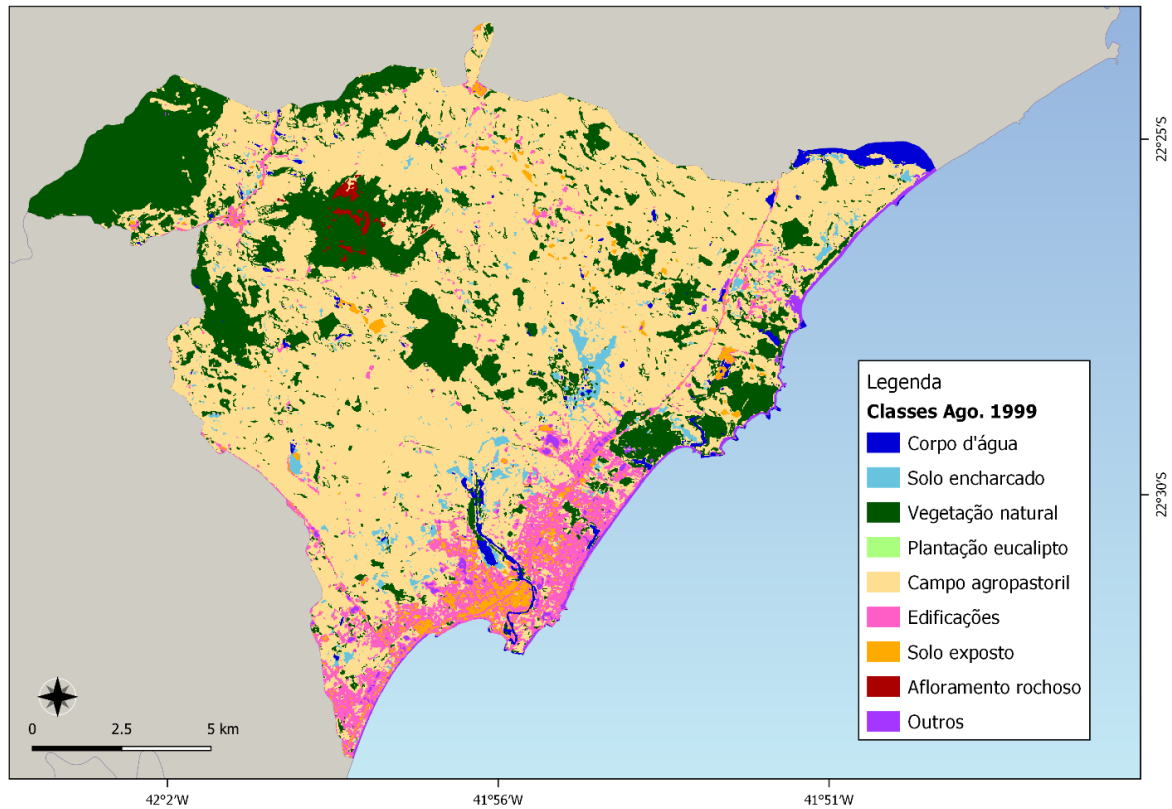 22°25'S
Legenda
Classes Ago. 1999
Corpo d'água
Solo encharcado
Vegetação natural
Plantação eucalipto
Campo agropastoril
Edificações
Solo exposto
Afloramento rochoso
Outros
22°30'S
0 2.5 5 km
42°2'W 41°56'W 41°51'W